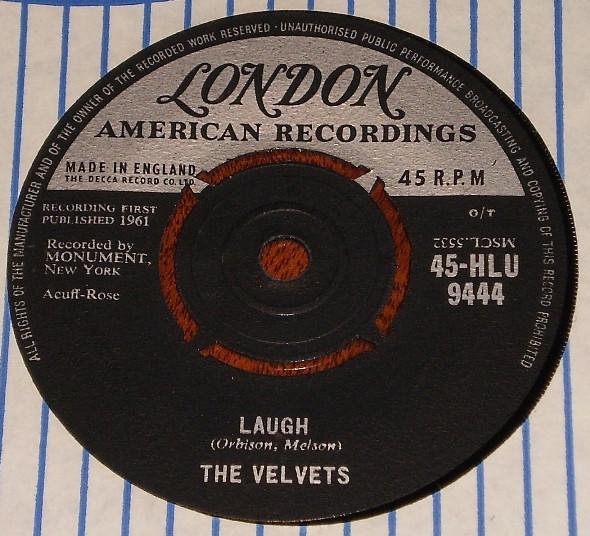 ALL RIGHTS OF THE MANUFACTURER AND OF THE OWNER OF THE RECORDED WORK RESERVED · UNAUTHORISED PUBLIC PERFORMANCE BROADCASTING AND COPYING OF THIS RECORD PROHIBITED
LONDON
AMERICAN RECORDINGS
MADE IN ENGLAND
THE DECCA RECORD CO. LTD.
45 R.P.M
RECORDING FIRST
PUBLISHED 1961
O/T
Recorded by
MONUMENT,
New York
MSCL.5532
45-HLU
9444
Acuff-Rose
LAUGH
(Orbison, Melson)
THE VELVETS